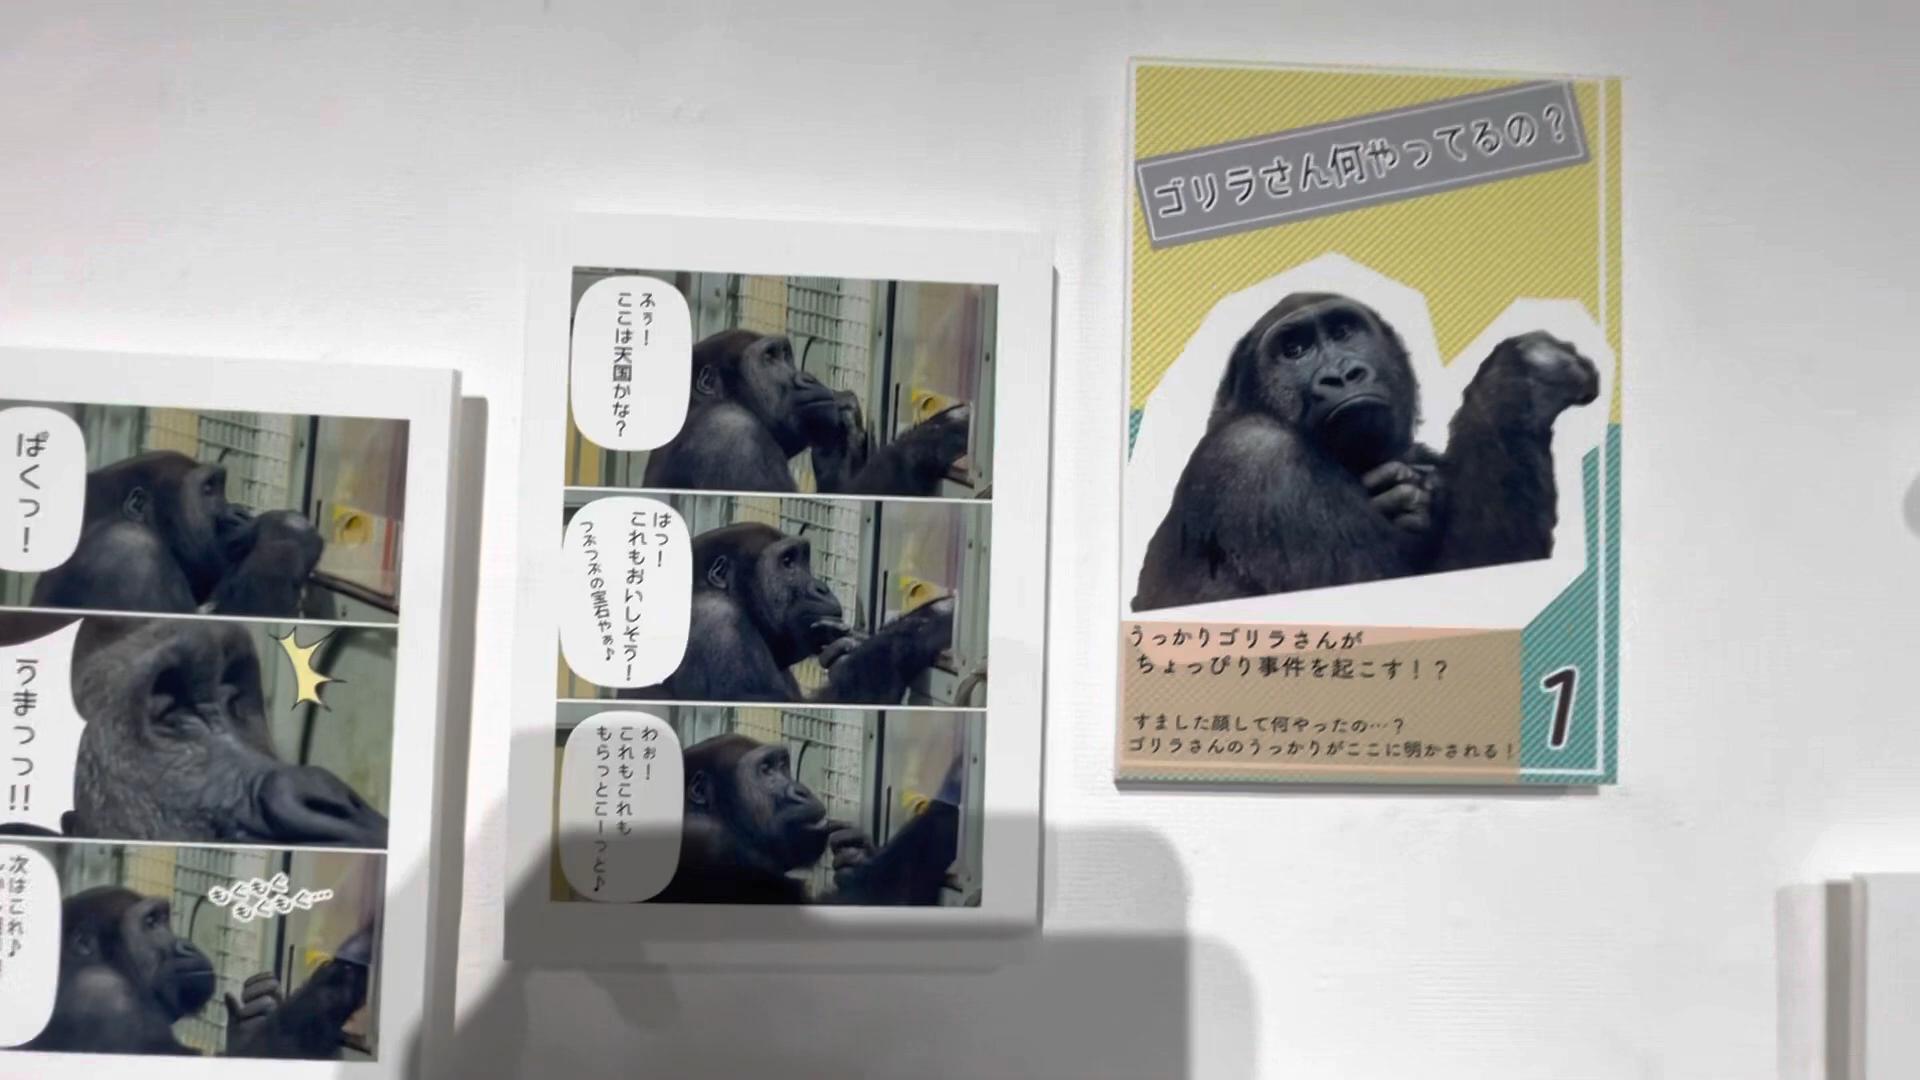 ゴリラさん何やってるの？
うっかりゴリラさんが
ちょっぴり事件を起こす！？
すました顔して何やったの…？
ゴリラさんのうっかりがここに明かされる！
1
ふぅー！
ここは天国かな？
はっ！
これもおいしそう！
つぶつぶの宝石やぁ♪
わぉー！
これもこれも
もらっとこーっと♪
ぱくっ！
うまっっ!!
次はこれ♪
もぐもぐ
もぐもぐ…